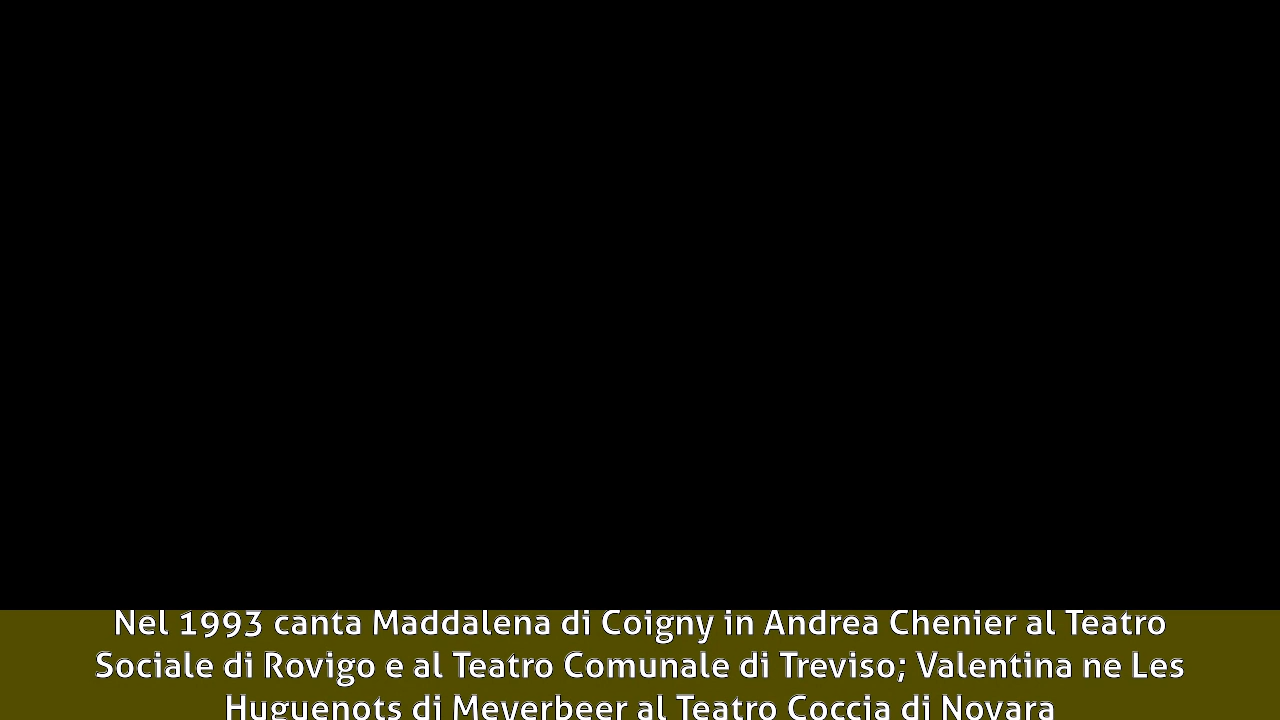 Nel 1993 canta Maddalena di Coigny in Andrea Chenier al Teatro
Sociale di Rovigo e al Teatro Comunale di Treviso; Valentina ne Les
Huguenots di Meyerbeer al Teatro Coccia di Novara